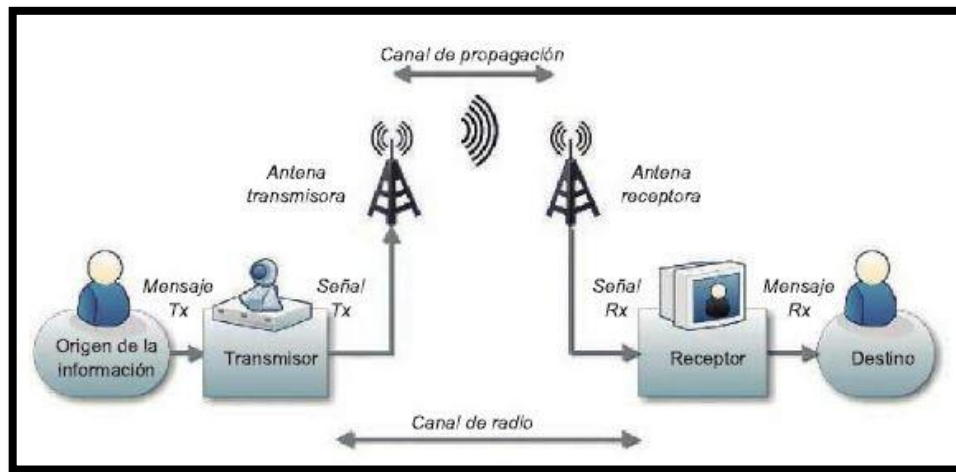 Canal de propagación
Antena
transmisora
Antena
receptora
Mensaje
Tx
Señal
Tx
Señal
Rx
Mensaje
Rx
Origen de la
información
Transmisor
Receptor
Destino
Canal de radio